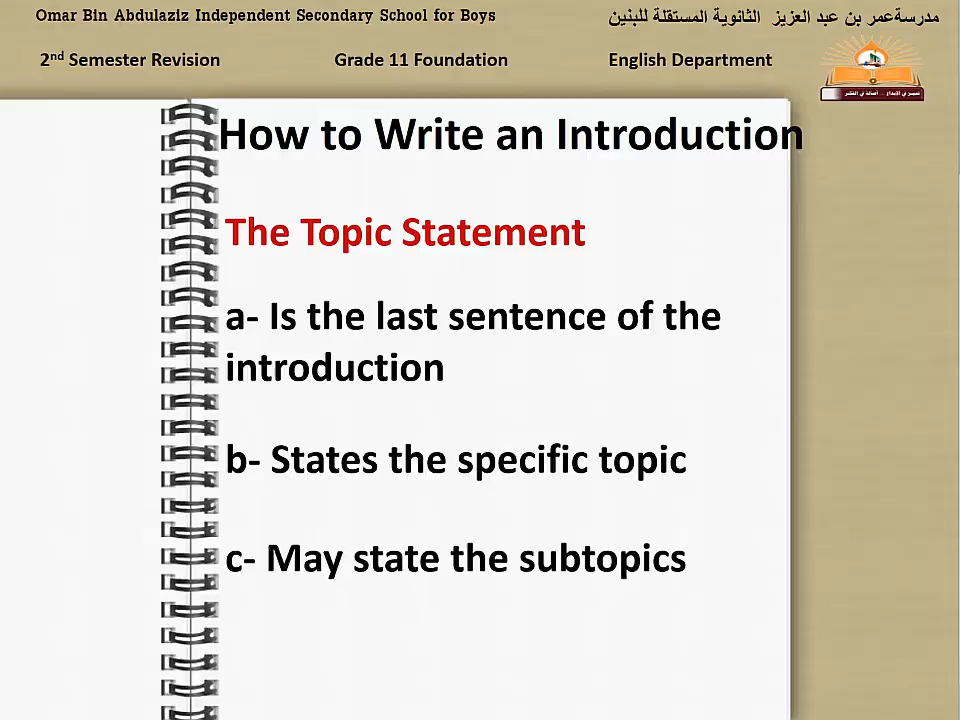 Omar Bin Abdulaziz Independent Secondary School for Boys
مدرسةعمر بن عبد العزيز الثانوية المستقلة للبنين
2nd Semester Revision
Grade 11 Foundation
English Department
How to Write an Introduction
The Topic Statement
a- Is the last sentence of the
introduction
b- States the specific topic
c- May state the subtopics